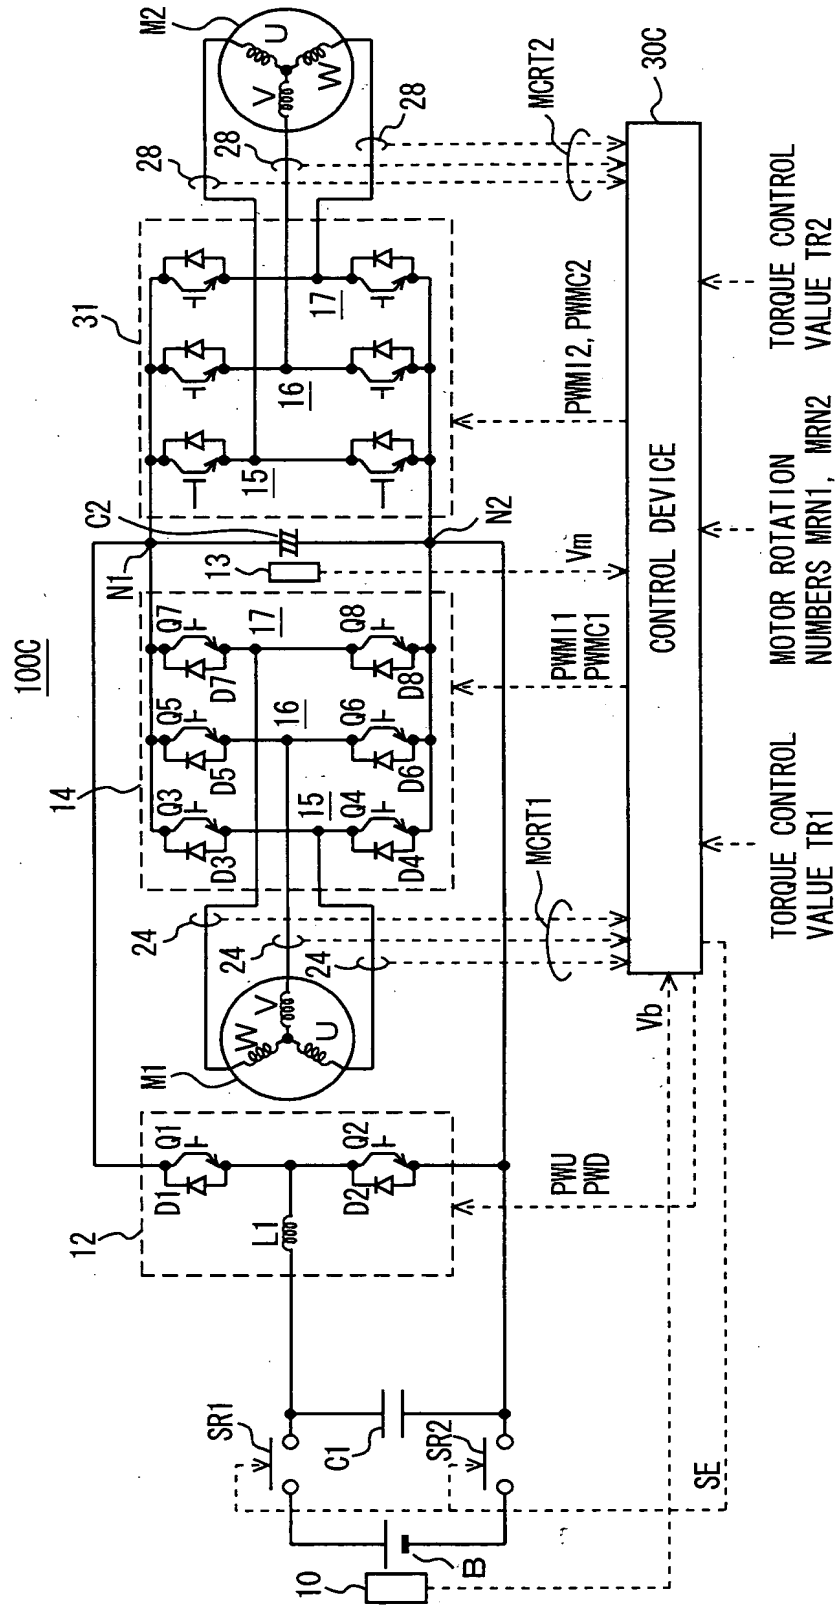 100C
SR1
C1
SR2
10
B
SE
12
L1
D1
Q1
D2
Q2
PWU
PWD
Vb
M1
W
V
U
24
24
24
MCRT1
14
D3
Q3
D4
Q4
15
D5
Q5
D6
Q6
16
D7
Q7
D8
Q8
17
PWMI1
PWMC1
N1
13
C2
Vm
N2
31
15
16
17
PWMI2, PWMC2
28
28
28
MCRT2
M2
U
V
W
30C
CONTROL DEVICE
TORQUE CONTROL
VALUE TR1
MOTOR ROTATION
NUMBERS MRN1, MRN2
TORQUE CONTROL
VALUE TR2